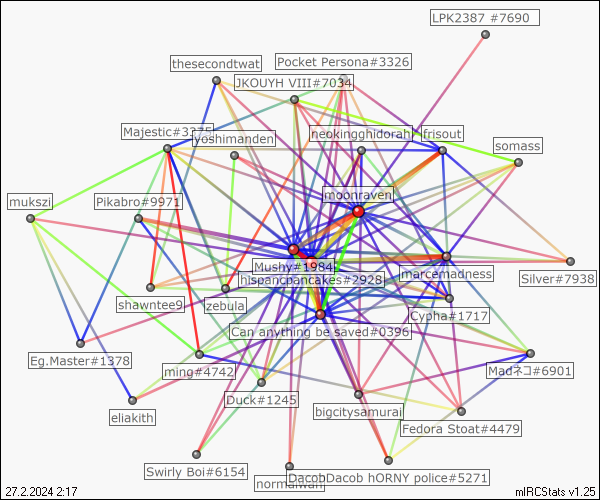 LPK2387 #7690
thesecondtwat
Pocket Persona#3326
JKOUYH VIII#7034
Majestic#3375
yoshimanden
neokingghidorah
frisout
somass
mukszi
Pikabro#9971
moonraven
Mushy#1984
marcemadness
hispancpancakes#2928
Silver#7938
shawntee9
zebula
Cypha#1717
Can anything be saved#0396
Eg.Master#1378
ming#4742
Madネコ#6901
Duck#1245
eliakith
bigcitysamurai
Fedora Stoat#4479
Swirly Boi#6154
normalwan
DacobDacob hORNY police#5271
27.2.2024 2:17
mIRCStats v1.25